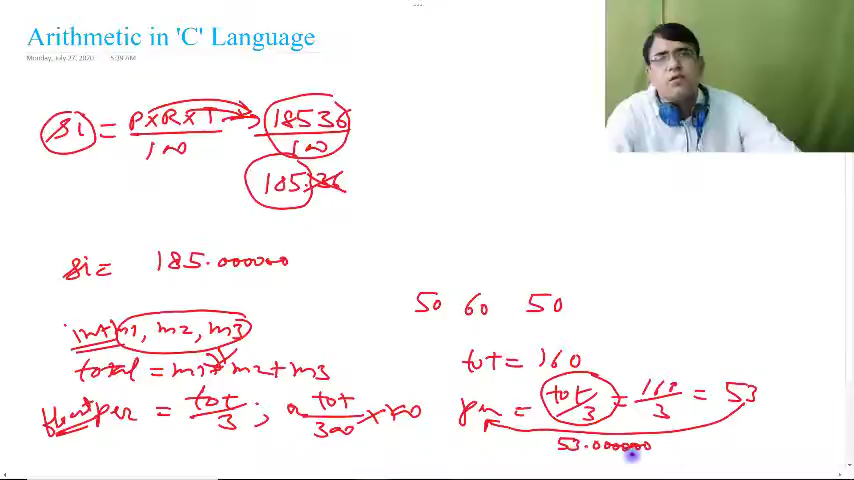 Arithmetic in 'C' Language
Monday, July 27, 2020 5:39 AM
si = PXRXT 18536
100 100
185.36
si = 185.000000
50 60 50
int m1, m2, m3
total = m1 + m2 + m3
tot = 160
float per = tot/3; tot/300 x 100
per = tot/3 = 160/3 = 53
53.000000